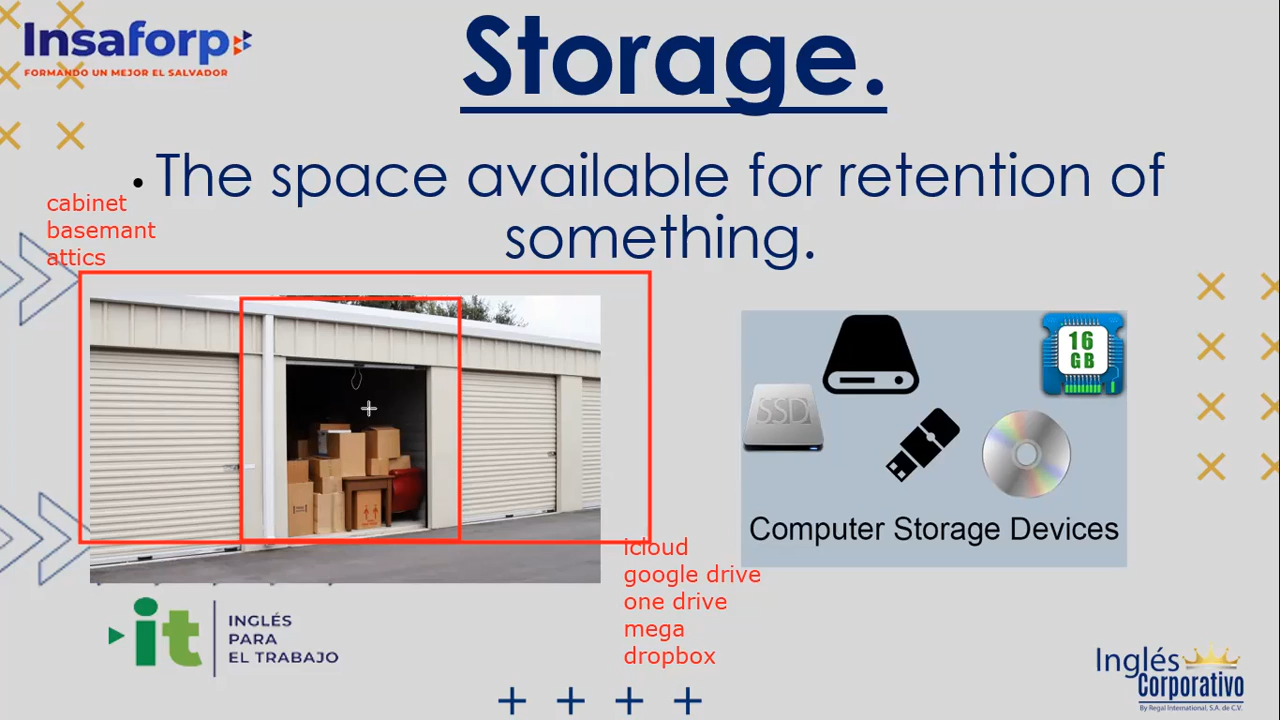 Insaforp
FORMANDO UN MEJOR EL SALVADOR
Storage.
• The space available for retention of
something.
cabinet
basemant
attics
16
GB
SSD
Computer Storage Devices
icloud
google drive
one drive
mega
dropbox
it
INGLÉS
PARA
EL TRABAJO
Inglés
Corporativo
By Regal International, S.A. de C.V.